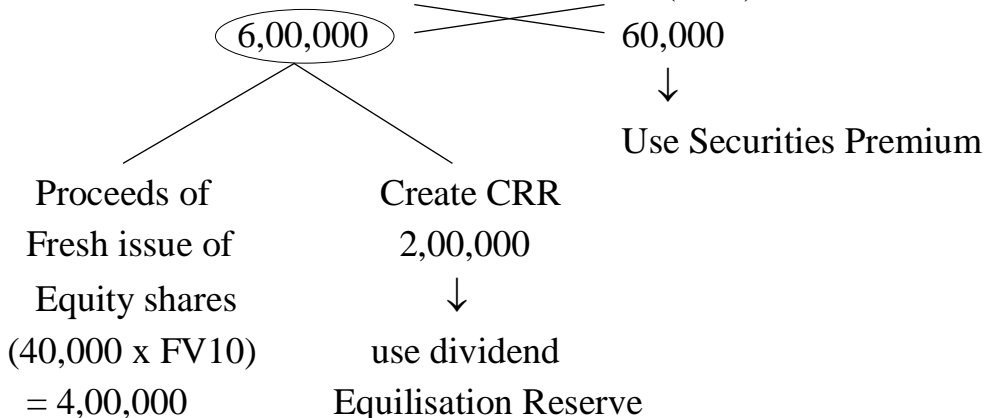 6,00,000 60,000
↓
Use Securities Premium
Proceeds of Create CRR
Fresh issue of 2,00,000
Equity shares ↓
(40,000 x FV10) use dividend
= 4,00,000 Equilisation Reserve